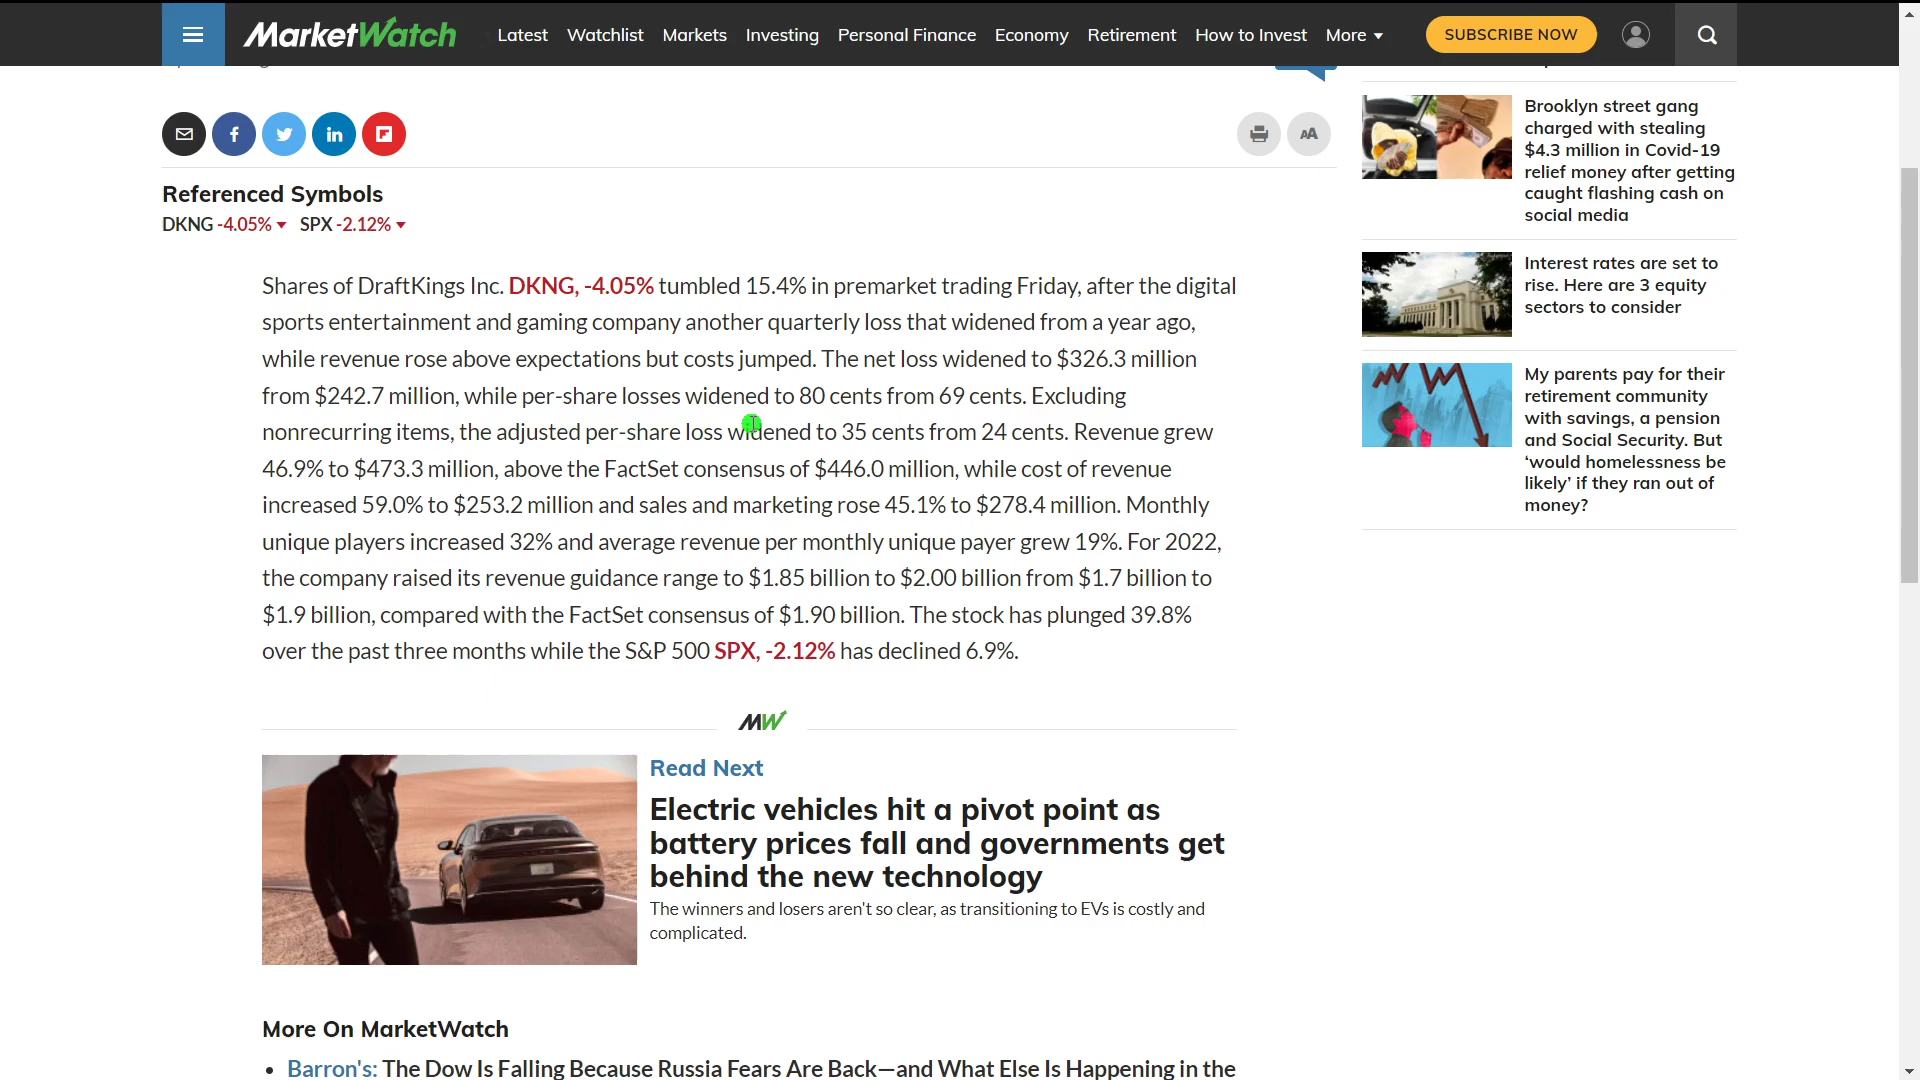 MarketWatch Latest Watchlist Markets Investing Personal Finance Economy Retirement How to Invest More SUBSCRIBE NOW
Referenced Symbols
DKNG -4.05% SPX -2.12%
Shares of DraftKings Inc. DKNG, -4.05% tumbled 15.4% in premarket trading Friday, after the digital
sports entertainment and gaming company another quarterly loss that widened from a year ago,
while revenue rose above expectations but costs jumped. The net loss widened to $326.3 million
from $242.7 million, while per-share losses widened to 80 cents from 69 cents. Excluding
nonrecurring items, the adjusted per-share loss widened to 35 cents from 24 cents. Revenue grew
46.9% to $473.3 million, above the FactSet consensus of $446.0 million, while cost of revenue
increased 59.0% to $253.2 million and sales and marketing rose 45.1% to $278.4 million. Monthly
unique players increased 32% and average revenue per monthly unique payer grew 19%. For 2022,
the company raised its revenue guidance range to $1.85 billion to $2.00 billion from $1.7 billion to
$1.9 billion, compared with the FactSet consensus of $1.90 billion. The stock has plunged 39.8%
over the past three months while the S&P 500 SPX, -2.12% has declined 6.9%.
MW
Read Next
Electric vehicles hit a pivot point as
battery prices fall and governments get
behind the new technology
The winners and losers aren't so clear, as transitioning to EVs is costly and
complicated.
More On MarketWatch
• Barron's: The Dow Is Falling Because Russia Fears Are Back—and What Else Is Happening in the
Brooklyn street gang
charged with stealing
$4.3 million in Covid-19
relief money after getting
caught flashing cash on
social media
Interest rates are set to
rise. Here are 3 equity
sectors to consider
My parents pay for their
retirement community
with savings, a pension
and Social Security. But
‘would homelessness be
likely’ if they ran out of
money?